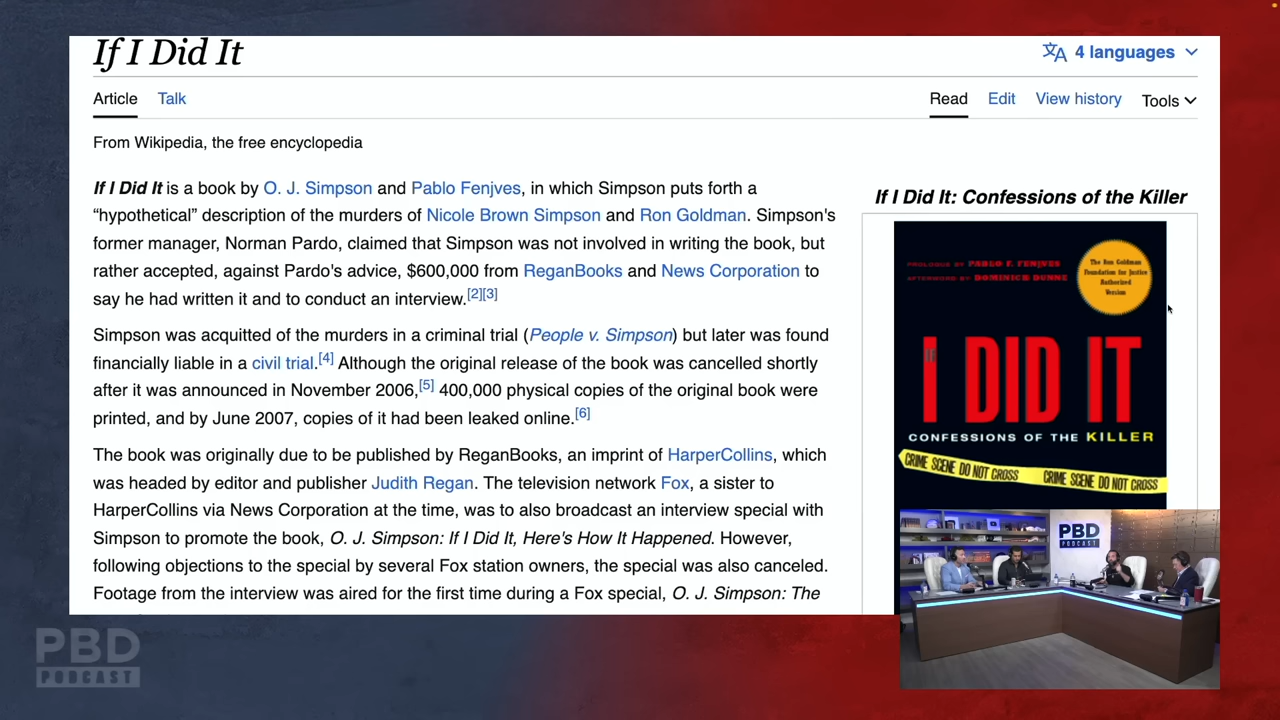 If I Did It
4 languages
Article Talk
Read Edit View history Tools
From Wikipedia, the free encyclopedia
If I Did It is a book by O. J. Simpson and Pablo Fenjves, in which Simpson puts forth a
“hypothetical” description of the murders of Nicole Brown Simpson and Ron Goldman. Simpson's
former manager, Norman Pardo, claimed that Simpson was not involved in writing the book, but
rather accepted, against Pardo's advice, $600,000 from ReganBooks and News Corporation to
say he had written it and to conduct an interview.[2][3]
Simpson was acquitted of the murders in a criminal trial (People v. Simpson) but later was found
financially liable in a civil trial.[4] Although the original release of the book was cancelled shortly
after it was announced in November 2006,[5] 400,000 physical copies of the original book were
printed, and by June 2007, copies of it had been leaked online.[6]
The book was originally due to be published by ReganBooks, an imprint of HarperCollins, which
was headed by editor and publisher Judith Regan. The television network Fox, a sister to
HarperCollins via News Corporation at the time, was to also broadcast an interview special with
Simpson to promote the book, O. J. Simpson: If I Did It, Here's How It Happened. However,
following objections to the special by several Fox station owners, the special was also canceled.
Footage from the interview was aired for the first time during a Fox special, O. J. Simpson: The
If I Did It: Confessions of the Killer
PROLOGUE BY PABLO F. FENJVES
AFTERWORD BY DOMINICK DUNNE
The Ron Goldman
Foundation for Justice
Authorized
Version
IF
I DID IT
CONFESSIONS OF THE KILLER
CRIME SCENE DO NOT CROSS CRIME SCENE DO NOT CROSS
PBD
PODCAST
PBD
PODCAST